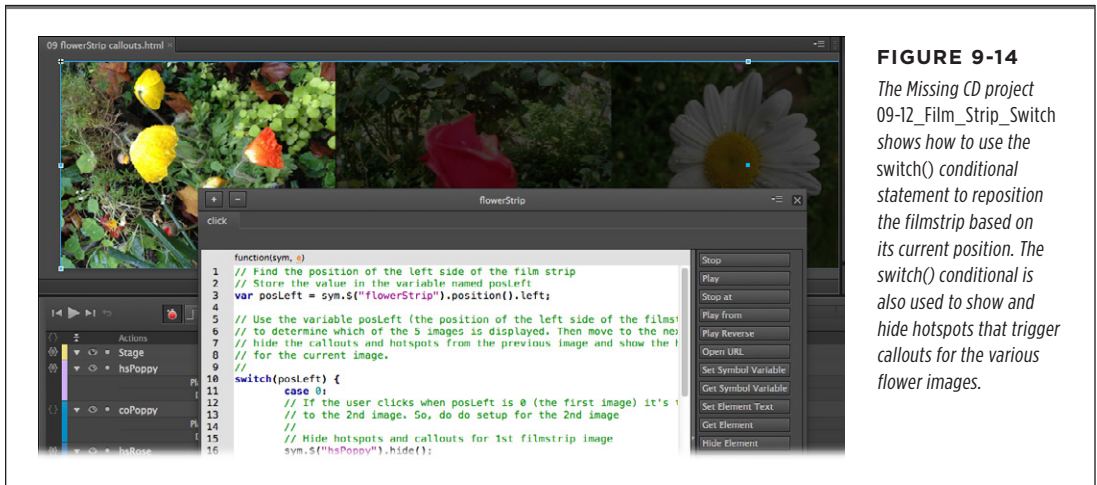 09 flowerStrip callouts.html
flowerStrip
click
function(sym, e)
1 // Find the position of the left side of the film strip
2 // Store the value in the variable named posLeft
3 var posLeft = sym.$("flowerStrip").position().left;
4
5 // Use the variable posLeft (the position of the left side of the filmst
6 // to determine which of the 5 images is displayed. Then move to the ne
7 // hide the callouts and hotspots from the previous image and show the h
8 // for the current image.
9 //
10 switch(posLeft) {
11 case 0:
12 // If the user clicks when posLeft is 0 (the first image) it's t
13 // to the 2nd image. So, do do setup for the 2nd image
14 //
15 // Hide hotspots and callouts for 1st filmstrip image
16 sym.$("hsPoppy").hide();
Stop
Play
Stop at
Play from
Play Reverse
Open URL
Set Symbol Variable
Get Symbol Variable
Set Element Text
Get Element
Hide Element
Actions
Stage
hsPoppy
coPoppy
hsRose
FIGURE 9-14
The Missing CD project
09-12_Film_Strip_Switch
shows how to use the
switch() conditional
statement to reposition
the filmstrip based on
its current position. The
switch() conditional is
also used to show and
hide hotspots that trigger
callouts for the various
flower images.